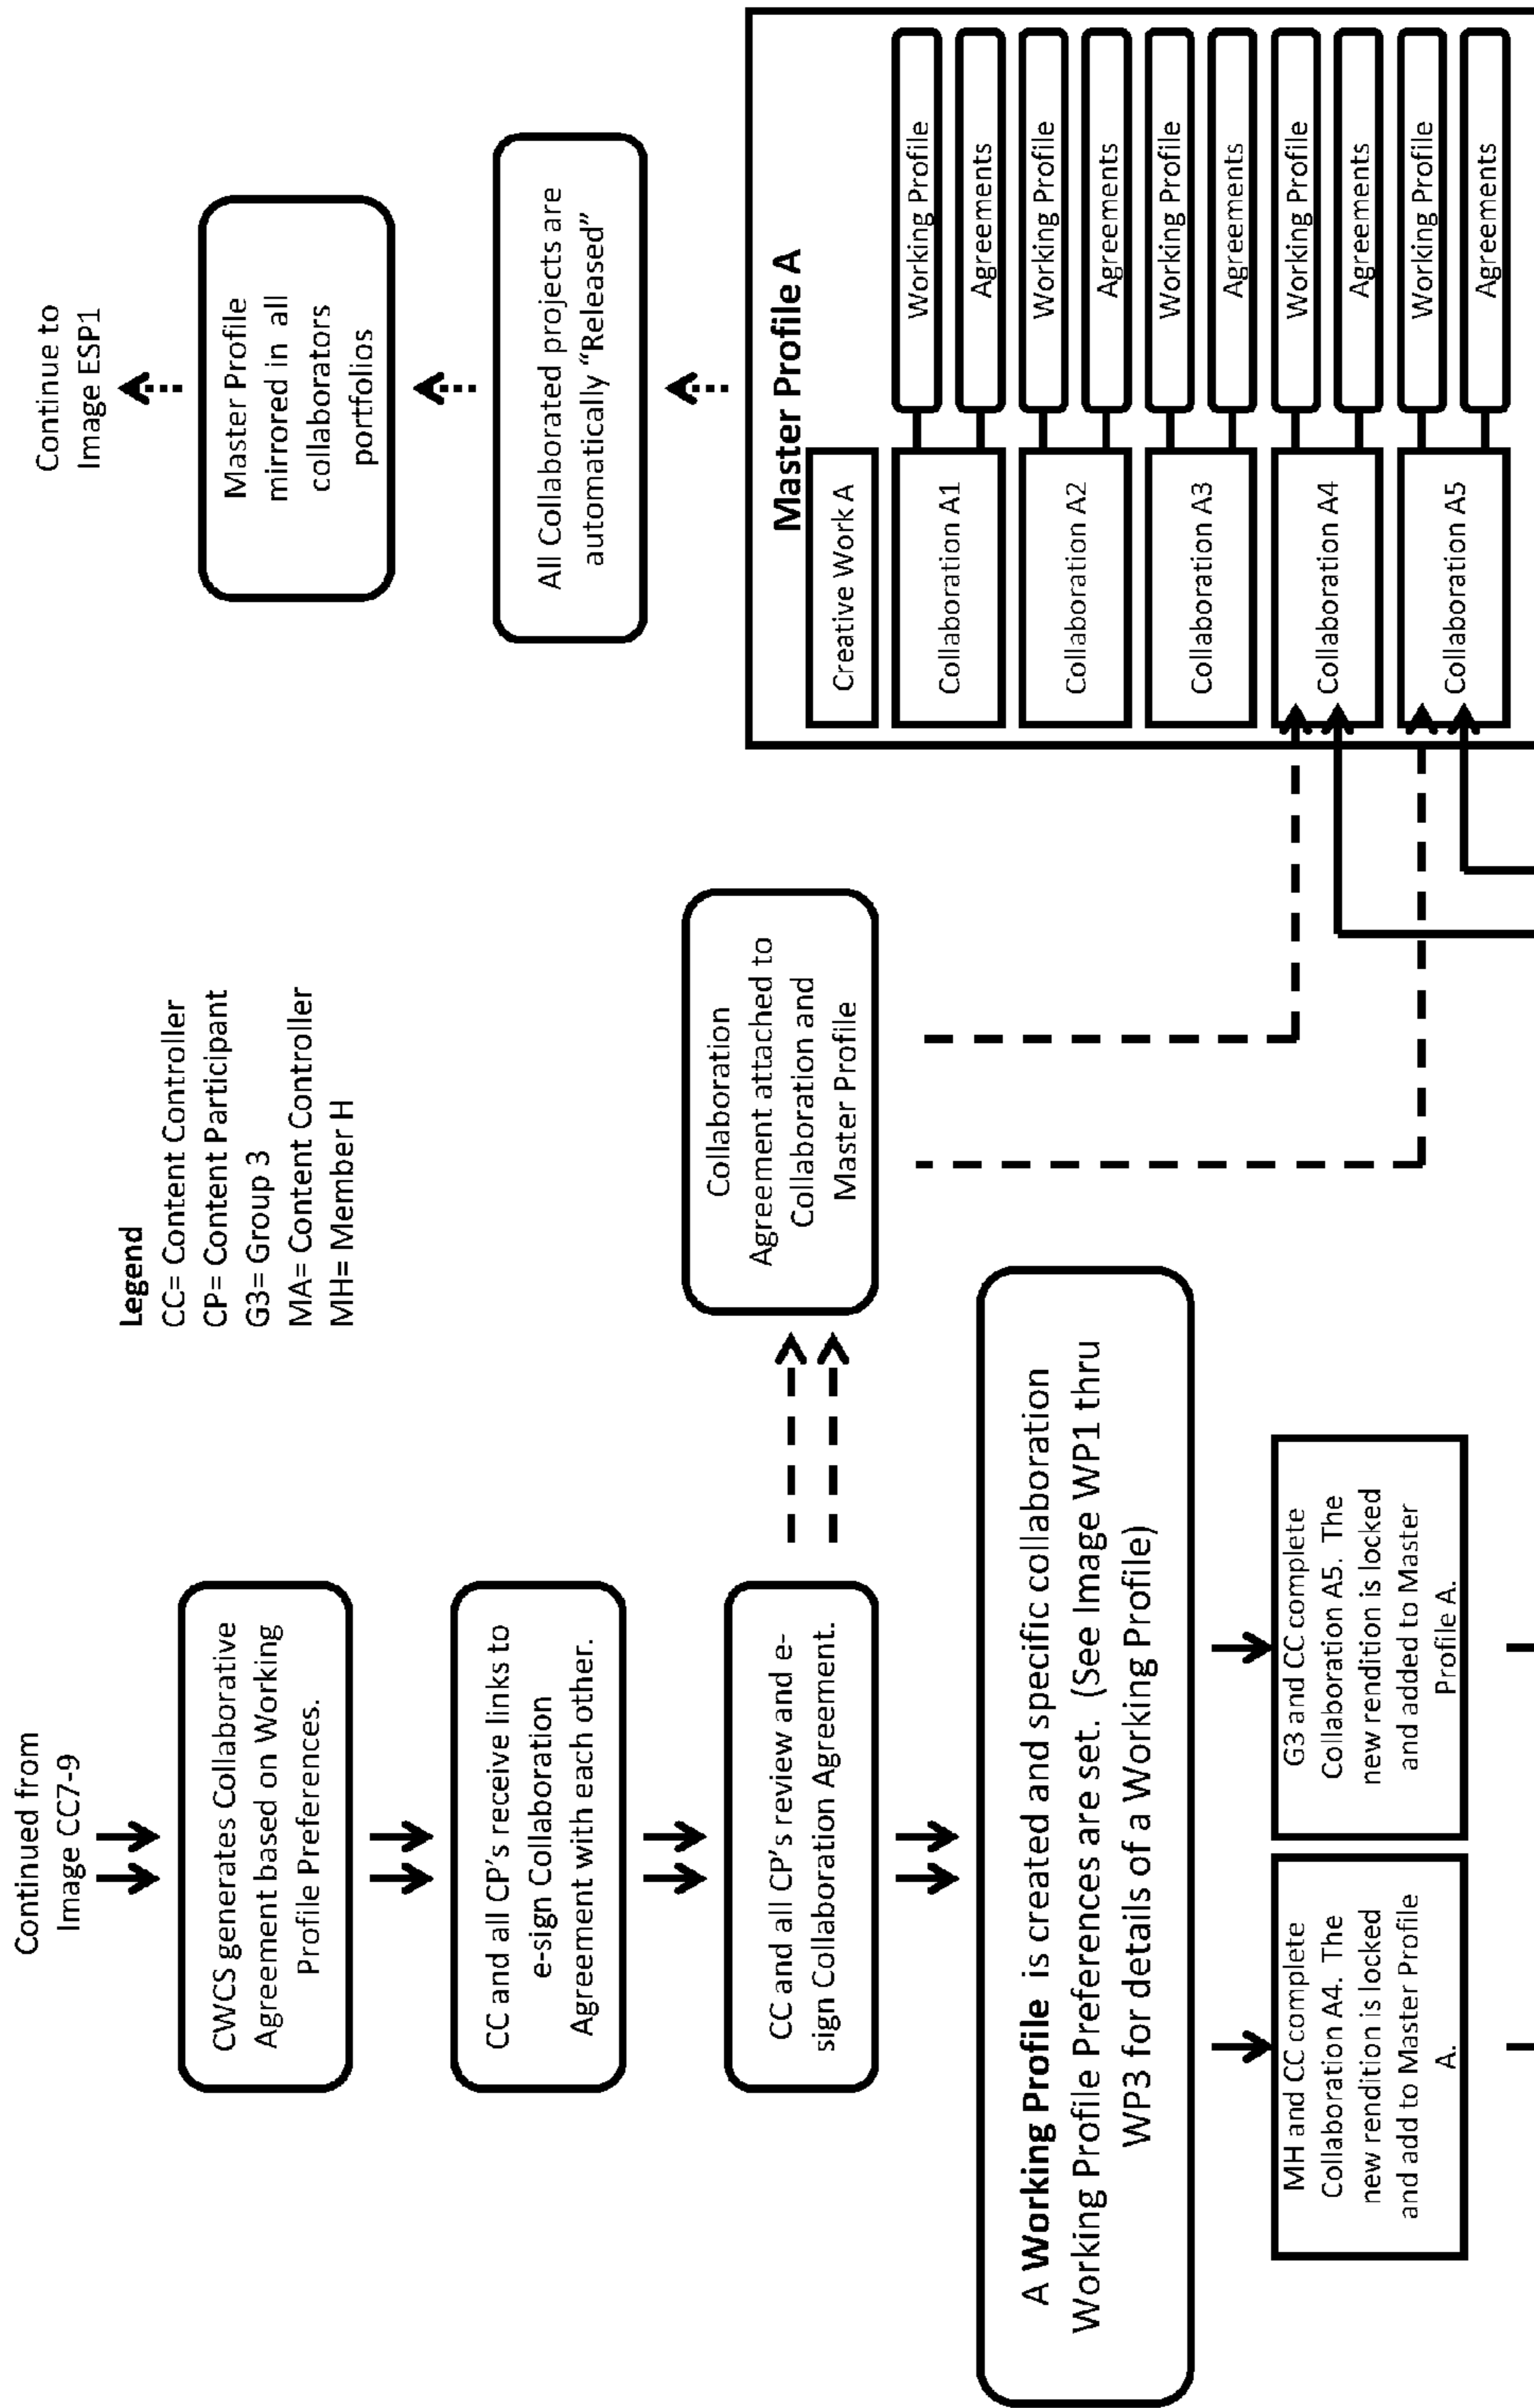 Continued from
Image CC7-9
CWCS generates Collaborative
Agreement based on Working
Profile Preferences.
CC and all CP's receive links to
e-sign Collaboration
Agreement with each other.
CC and all CP's review and e-
sign Collaboration Agreement.
A Working Profile is created and specific collaboration
Working Profile Preferences are set. (See Image WP1 thru
WP3 for details of a Working Profile)
MH and CC complete
Collaboration A4. The
new rendition is locked
and add to Master Profile
A.
G3 and CC complete
Collaboration A5. The
new rendition is locked
and added to Master
Profile A.
Legend
CC= Content Controller
CP= Content Participant
G3= Group 3
MA= Content Controller
MH= Member H
Collaboration
Agreement attached to
Collaboration and
Master Profile
Continue to
Image ESP1
Master Profile
mirrored in all
collaborators
portfolios
All Collaborated projects are
automatically “Released”
Master Profile A
Creative Work A
Collaboration A1
Working Profile
Agreements
Collaboration A2
Working Profile
Agreements
Collaboration A3
Working Profile
Agreements
Collaboration A4
Working Profile
Agreements
Collaboration A5
Working Profile
Agreements